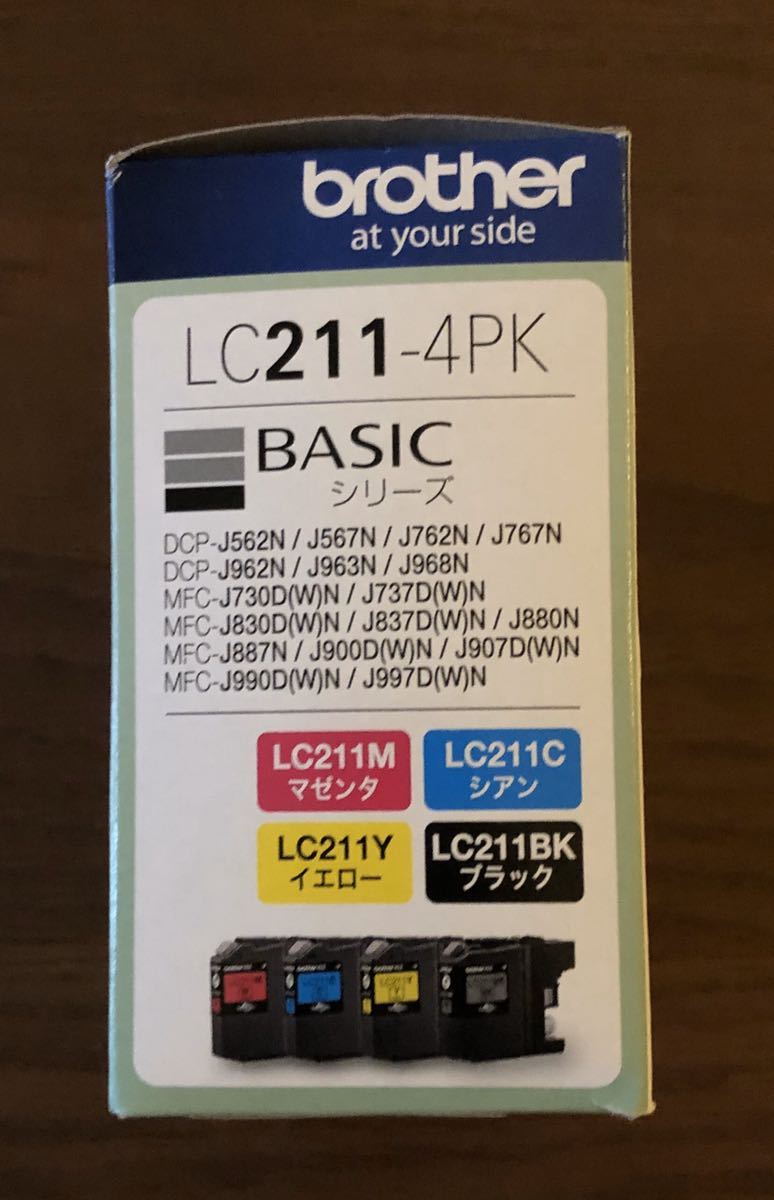 brother
at your side
LC211-4PK
BASIC
シリーズ
DCP-J562N / J567N / J762N / J767N
DCP-J962N / J963N / J968N
MFC-J730D(W)N / J737D(W)N
MFC-J830D(W)N / J837D(W)N / J880N
MFC-J887N / J900D(W)N / J907D(W)N
MFC-J990D(W)N / J997D(W)N
LC211M
マゼンタ
LC211C
シアン
LC211Y
イエロー
LC211BK
ブラック